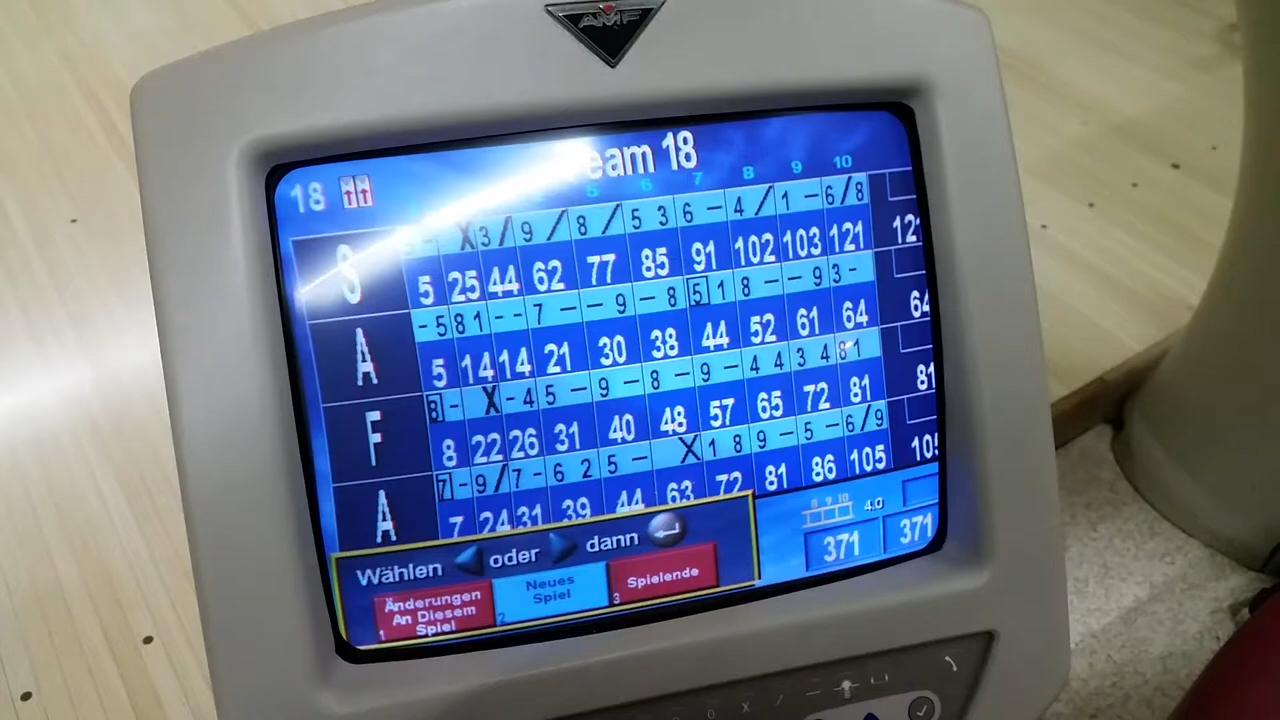 AMF
18 eam 18
5 6 7 8 9 10
X 3 / 9 / 8 / 5 3 6 - 4 / 1 - 6 / 8
S 5 25 44 62 77 85 91 102 103 121 121
- 5 8 1 - - 7 - - 9 - 8 5 1 8 - - 9 3 -
A 5 14 14 21 30 38 44 52 61 64 64
8 - X - 4 5 - 9 - 8 - 9 - 4 4 3 4 8 1
F 8 22 26 31 40 48 57 65 72 81 81
7 - 9 / 7 - 6 2 5 - X 1 8 9 - 5 - 6 / 9
A 7 24 31 39 44 63 72 81 86 105 105
8 9 10 4.0
371 371
Wählen oder dann
Änderungen An Diesem Spiel
1
Neues Spiel
2
Spielende
3